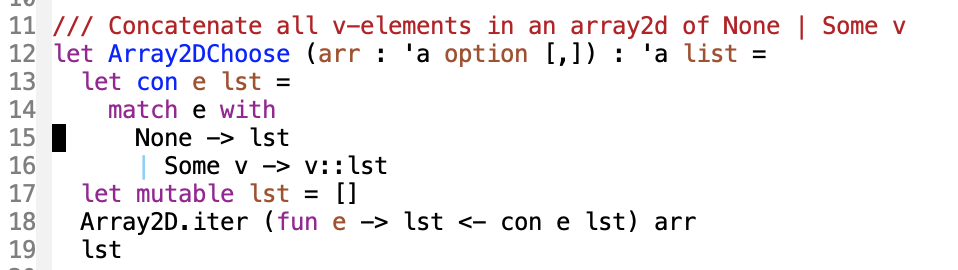 11 /// Concatenate all v-elements in an array2d of None | Some v
12 let Array2DChoose (arr : 'a option [,]) : 'a list =
13   let con e lst =
14     match e with
15       None -> lst
16       | Some v -> v::lst
17   let mutable lst = []
18   Array2D.iter (fun e -> lst <- con e lst) arr
19   lst